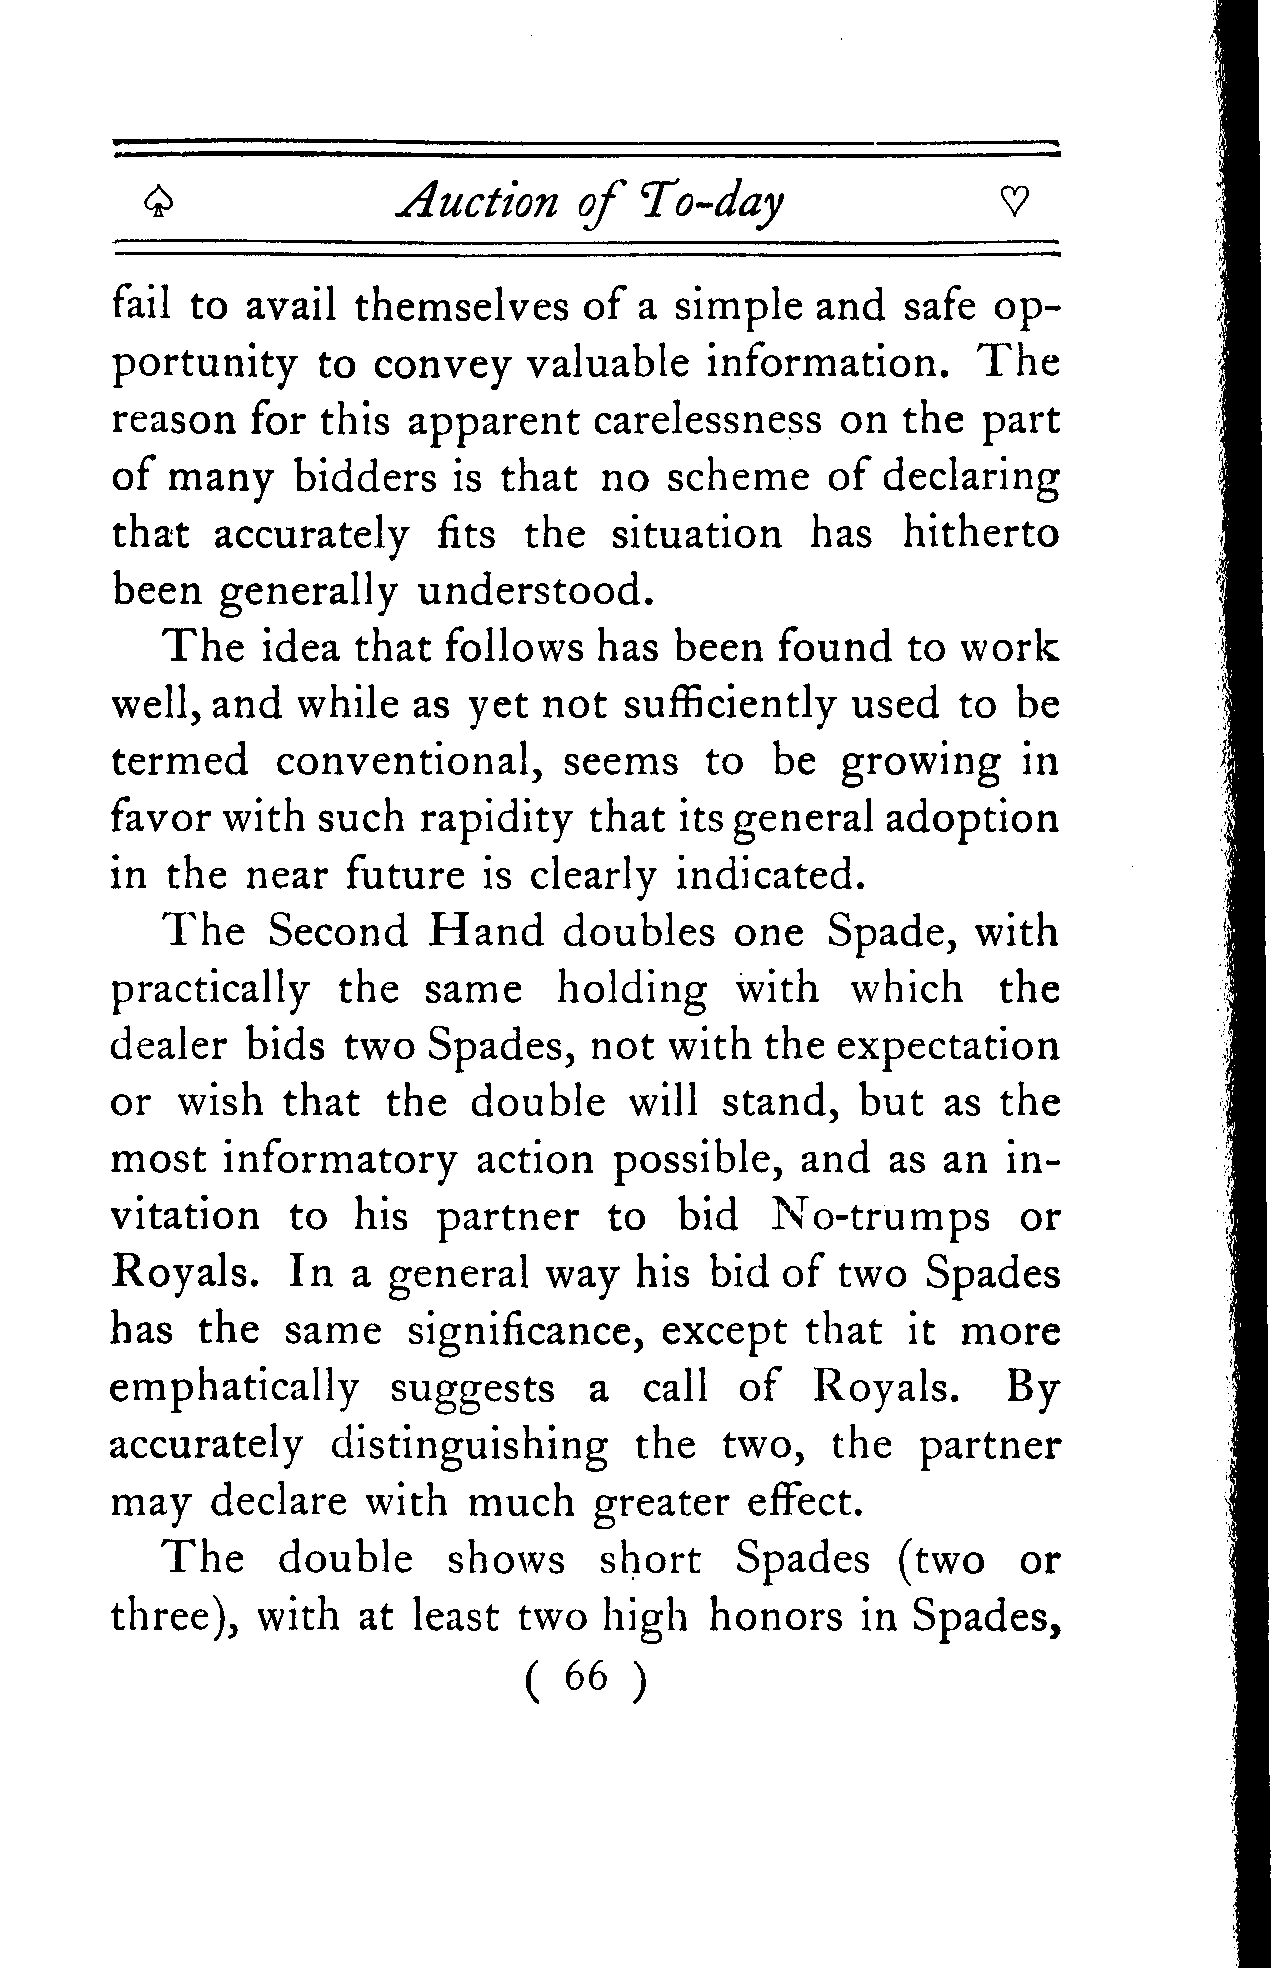 ♤ Auction of To-day ♡
fail to avail themselves of a simple and safe op-
portunity to convey valuable information. The
reason for this apparent carelessness on the part
of many bidders is that no scheme of declaring
that accurately fits the situation has hitherto
been generally understood.
The idea that follows has been found to work
well, and while as yet not sufficiently used to be
termed conventional, seems to be growing in
favor with such rapidity that its general adoption
in the near future is clearly indicated.
The Second Hand doubles one Spade, with
practically the same holding with which the
dealer bids two Spades, not with the expectation
or wish that the double will stand, but as the
most informatory action possible, and as an in-
vitation to his partner to bid No-trumps or
Royals. In a general way his bid of two Spades
has the same significance, except that it more
emphatically suggests a call of Royals. By
accurately distinguishing the two, the partner
may declare with much greater effect.
The double shows short Spades (two or
three), with at least two high honors in Spades,
( 66 )